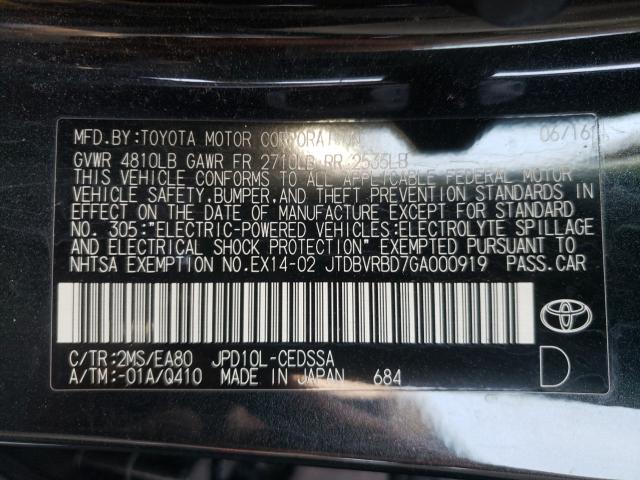 MFD.BY:TOYOTA MOTOR CORPORATION 06/16
GVWR 4810LB GAWR FR 2710LB RR 2535LB
THIS VEHICLE CONFORMS TO ALL APPLICABLE FEDERAL MOTOR
VEHICLE SAFETY,BUMPER,AND THEFT PREVENTION STANDARDS IN
EFFECT ON THE DATE OF MANUFACTURE EXCEPT FOR STANDARD
NO. 305:"ELECTRIC-POWERED VEHICLES:ELECTROLYTE SPILLAGE
AND ELECTRICAL SHOCK PROTECTION" EXEMPTED PURSUANT TO
NHTSA EXEMPTION NO.EX14-02 JTDBVRBD7GA000919 PASS.CAR
C/TR:2MS/EA80 JPD10L-CEDSSA
A/TM:-01A/Q410 MADE IN JAPAN 684
D